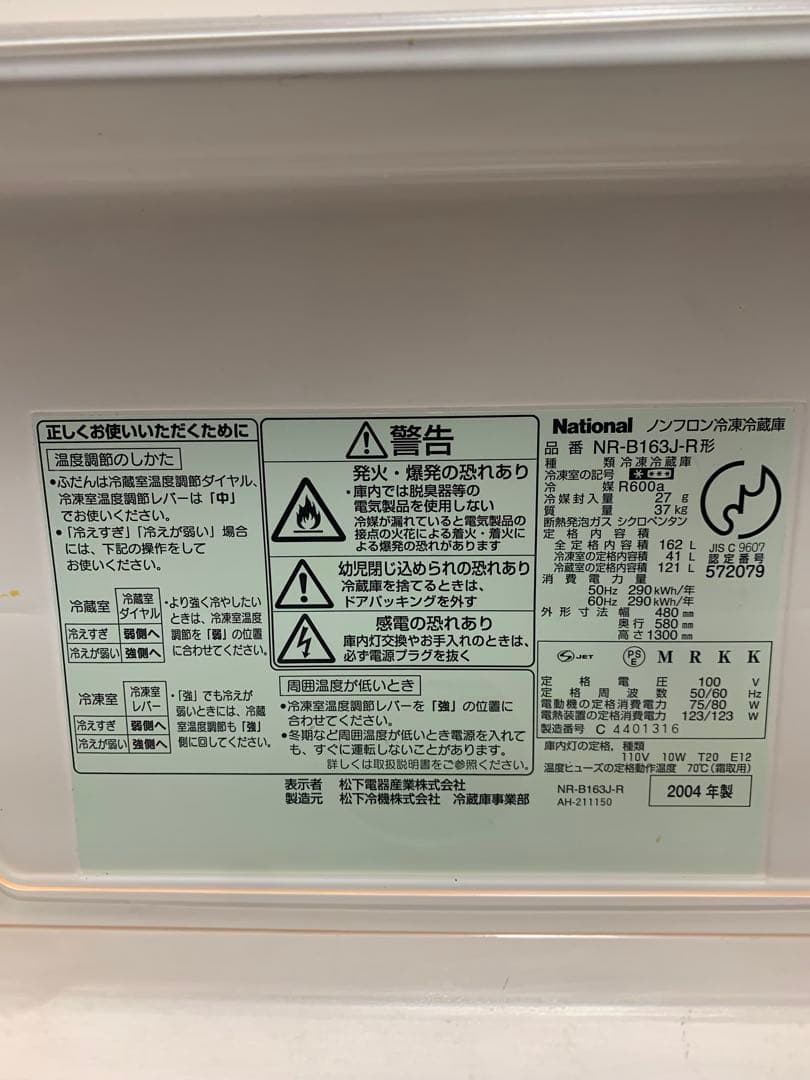 正しくお使いいただくために
温度調節のしかた
•ふだんは冷蔵室温度調節ダイヤル、
冷凍室温度調節レバーは「中」
でお使いください。
•「冷えすぎ」「冷えが弱い」場合
には、下記の操作をして
お使いください。
冷蔵室
冷蔵室
ダイヤル
冷えすぎ 弱側へ
冷えが弱い 強側へ
•より強く冷やしたい
ときは、冷凍室温度
調節を「弱」の位置
に合わせてください。
冷凍室
冷凍室
レバー
冷えすぎ 弱側へ
冷えが弱い 強側へ
•「強」でも冷えが
弱いときには、冷蔵
室温度調節も「強」
側に回してください。
警告
発火・爆発の恐れあり
・庫内では脱臭器等の
電気製品を使用しない
冷媒が漏れていると電気製品の
接点の火花による着火・着火に
よる爆発の恐れがあります
幼児閉じ込められの恐れあり
冷蔵庫を捨てるときは、
ドアパッキングを外す
感電の恐れあり
庫内灯交換やお手入れのときは、
必ず電源プラグを抜く
周囲温度が低いとき
•冷凍室温度調節レバーを「強」の位置に
合わせてください。
•冬期など周囲温度が低いとき電源を入れて
も、すぐに運転しないことがあります。
詳しくは取扱説明書をご参照ください。
表示者 松下電器産業株式会社
製造元 松下冷機株式会社 冷蔵庫事業部
National ノンフロン冷凍冷蔵庫
品番 NR-B163J-R形
種類 冷凍冷蔵庫
冷凍室の記号 ＊＊＊＊
冷媒 R600a
冷媒封入量 27 g
質量 37 kg
断熱発泡ガス シクロペンタン
定格内容積
全定格内容積 162 L
冷凍室の定格内容積 41 L
冷蔵室の定格内容積 121 L
消費電力量
50Hz 290 kWh/年
60Hz 290 kWh/年
外形寸法 幅 480 mm
奥行 580 mm
高さ 1300 mm
JIS C 9607
認定番号
572079
S JET PSE M R K K
定格電圧 100 V
定格周波数 50/60 Hz
電動機の定格消費電力 75/80 W
電熱装置の定格消費電力 123/123 W
製造番号 C 4401316
庫内灯の定格、種類
110V 10W T20 E12
温度ヒューズの定格動作温度 70℃(霜取用)
NR-B163J-R
AH-211150
2004 年製